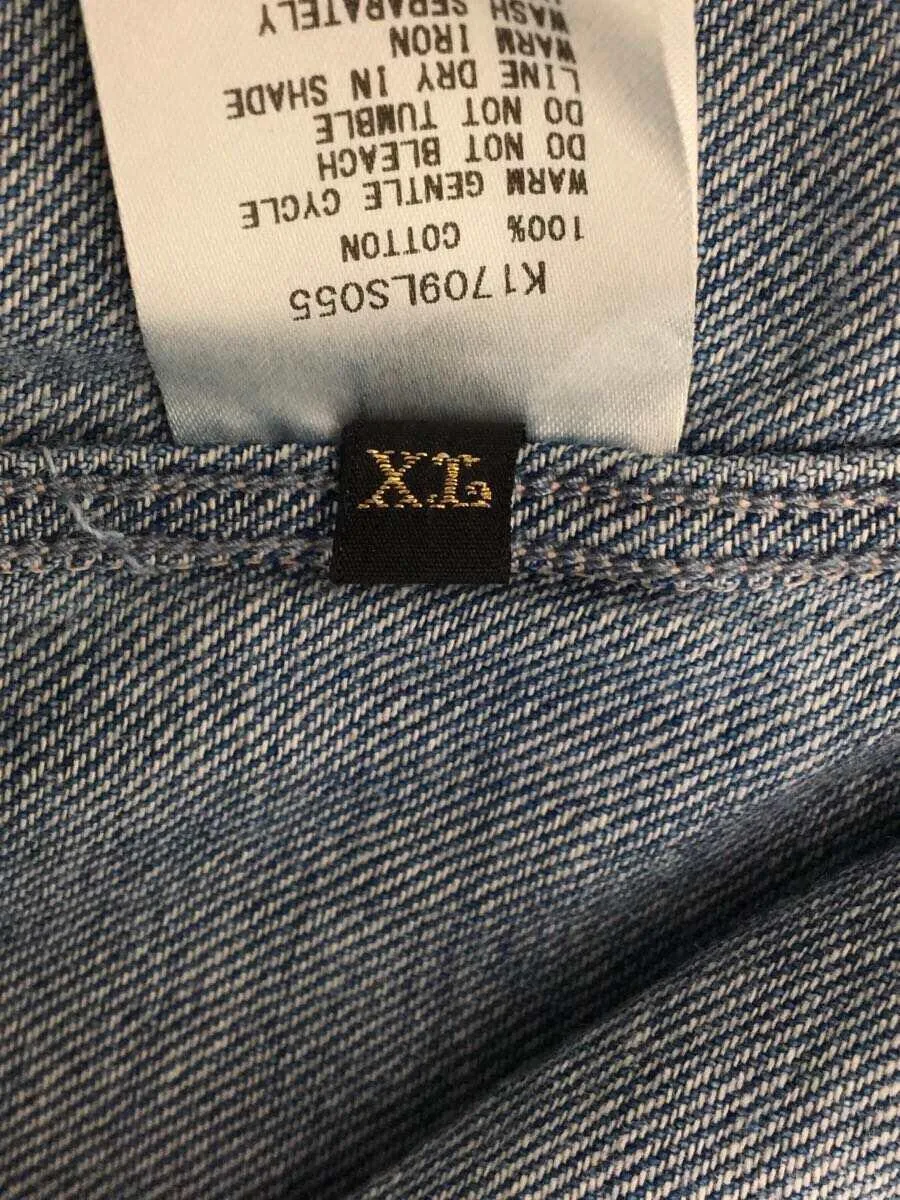 K1709LS055
100% COTTON
WARM GENTLE CYCLE
DO NOT BLEACH
DO NOT TUMBLE
LINE DRY IN SHADE
WARM IRON
WASH SEPARATELY
XL